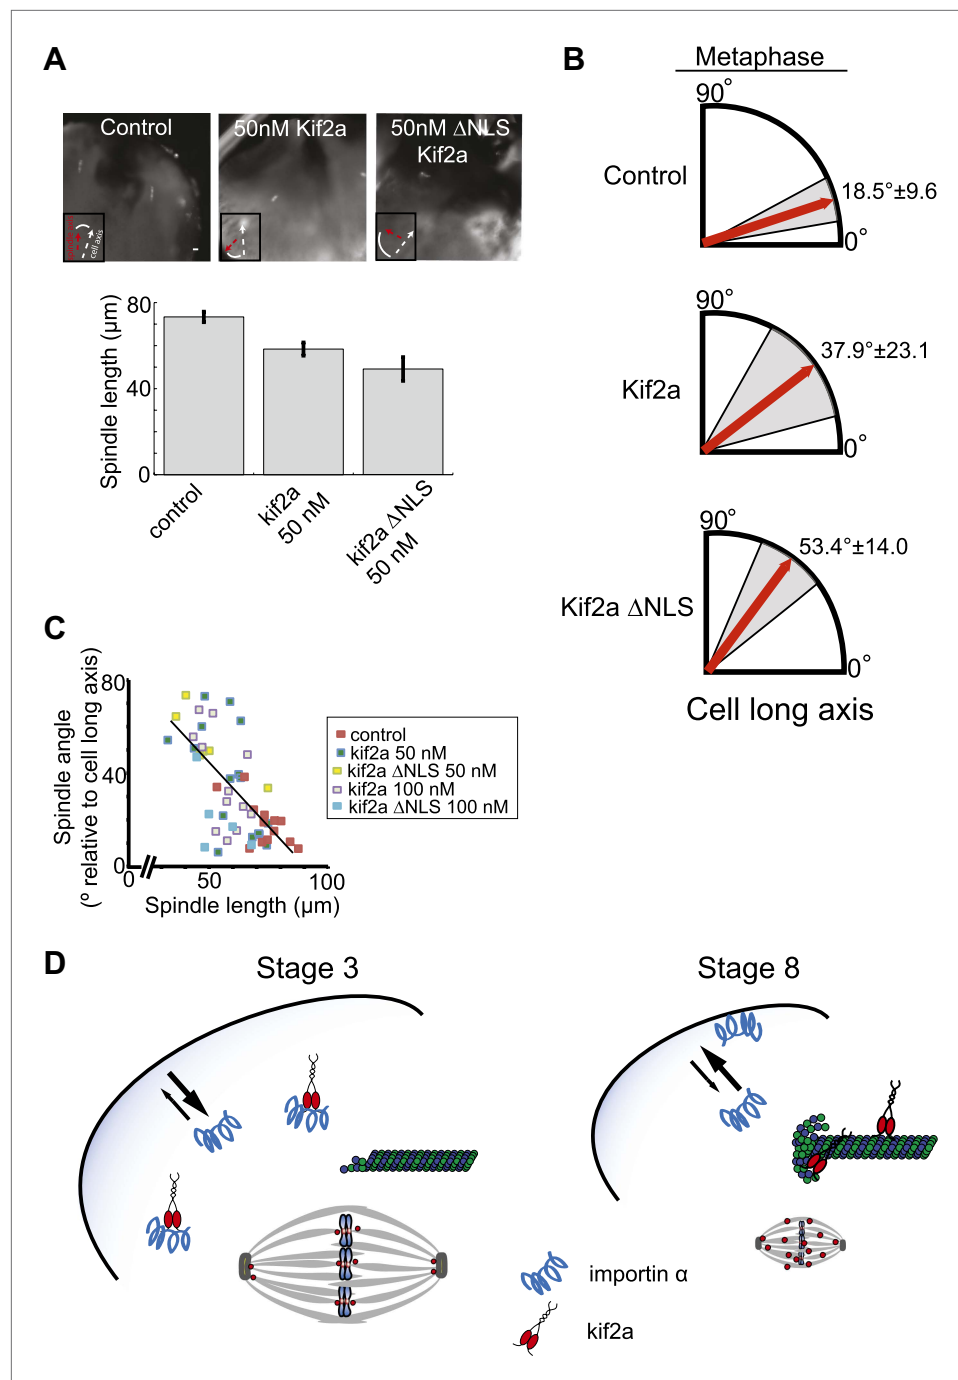 A
Control
50nM Kif2a
50nM ΔNLS
Kif2a
cell axis
Spindle length (µm)
80
40
0
control
kif2a
50 nM
kif2a ΔNLS
50 nM
B
Metaphase
90°
Control
18.5°±9.6
0°
90°
37.9°±23.1
Kif2a
0°
90°
53.4°±14.0
Kif2a ΔNLS
0°
Cell long axis
C
Spindle angle
(º relative to cell long axis)
80
40
0
0
50
100
Spindle length (µm)
control
kif2a 50 nM
kif2a ΔNLS 50 nM
kif2a 100 nM
kif2a ΔNLS 100 nM
D
Stage 3
Stage 8
importin α
kif2a